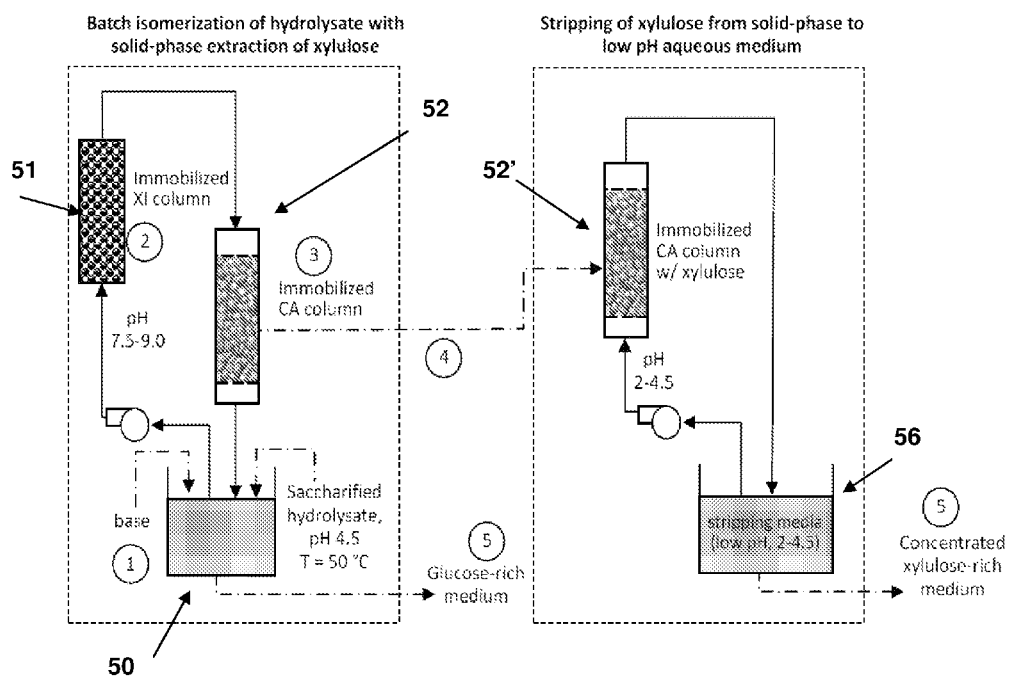 Batch isomerization of hydrolysate with
solid-phase extraction of xylulose
Stripping of xylulose from solid-phase to
low pH aqueous medium
51
52
52’
Immobilized
XI column
2
3
Immobilized
CA column
pH
7.5-9.0
4
Immobilized
CA column
w/ xylulose
pH
2-4.5
56
base
1
Saccharified
hydrolysate,
pH 4.5
T = 50 °C
50
5
Glucose-rich
medium
stripping media
(low pH, 2-4.5)
5
Concentrated
xylulose-rich
medium